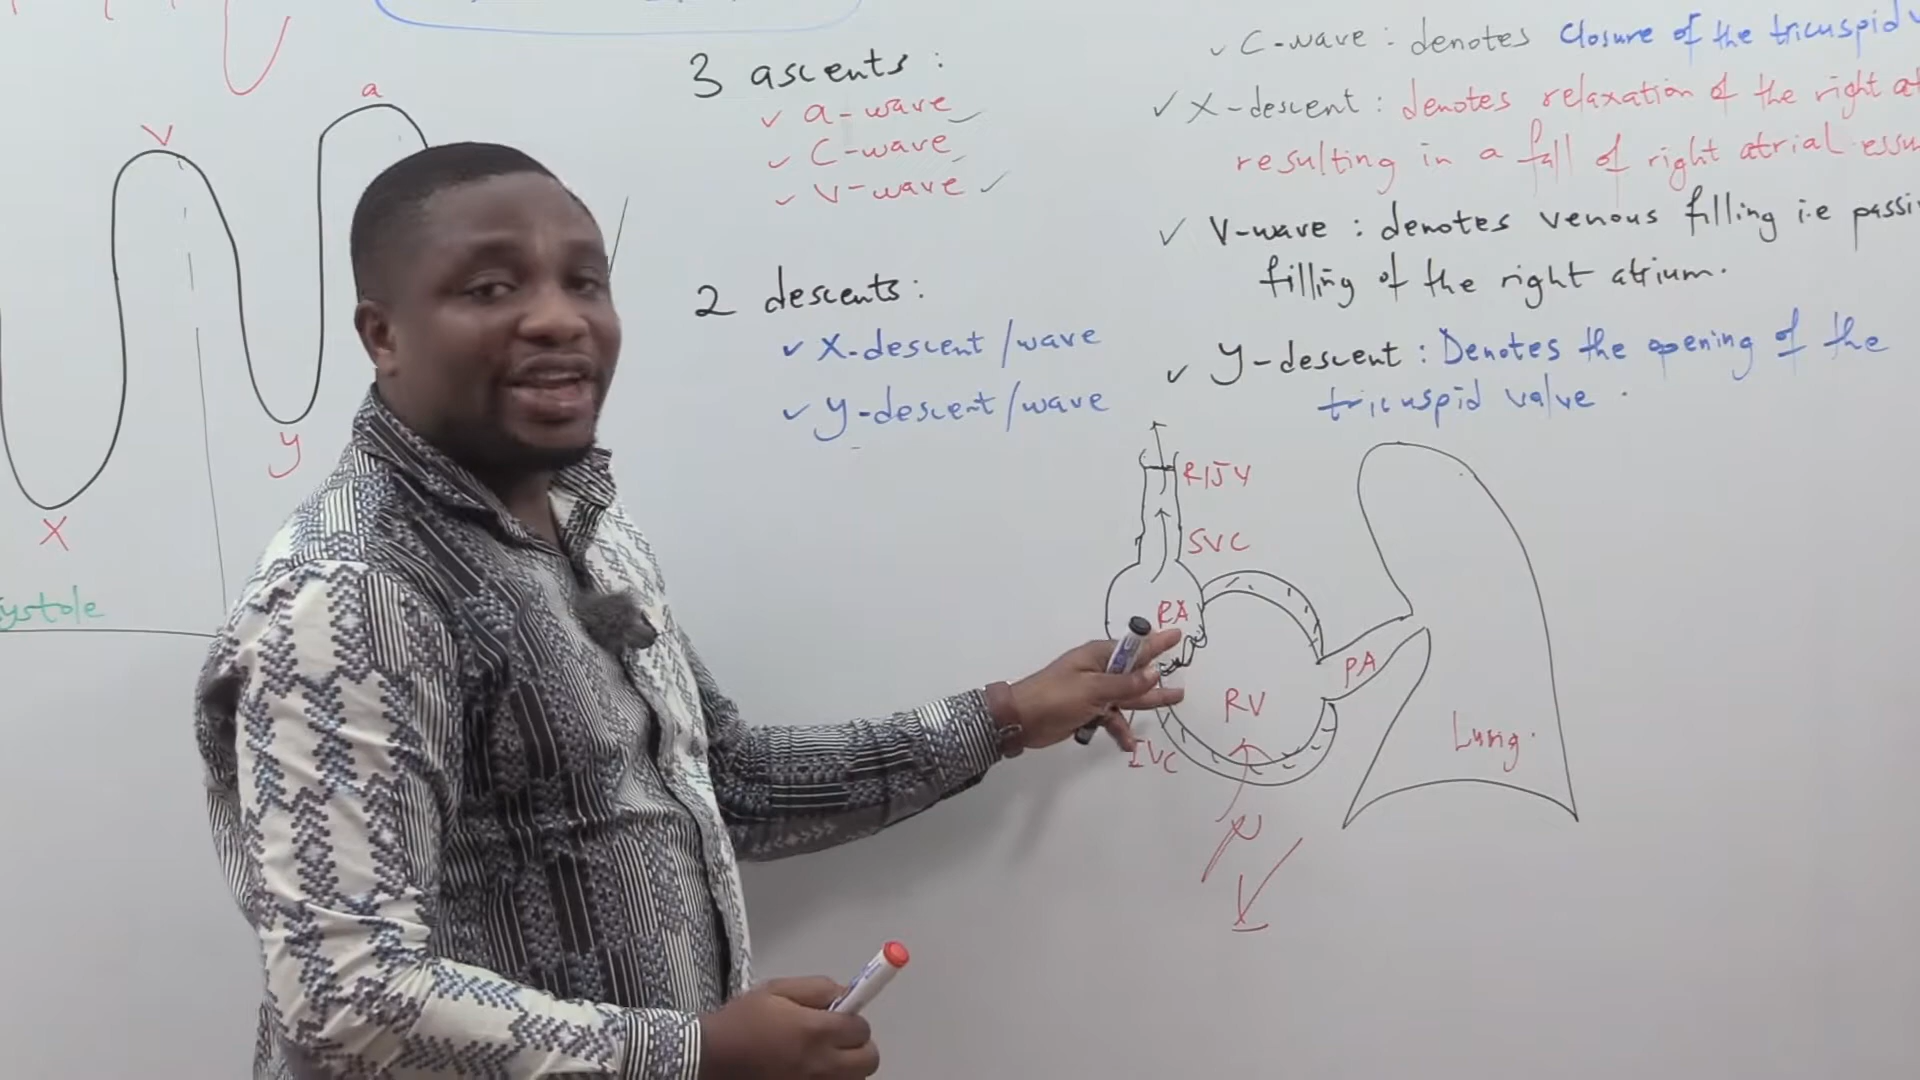 a
V
y
X
ystole
3 ascents:
✓ a-wave
✓ C-wave
✓ V-wave ✓
2 descents:
✓ X-descent/wave
✓ y-descent/wave
✓ C-wave: denotes closure of the tricuspid v
✓ X-descent: denotes relaxation of the right at
resulting in a fall of right atrial essu
✓ V-wave: denotes venous filling i.e passi
filling of the right atrium.
✓ y-descent: Denotes the opening of the
tricuspid valve.
RIJV
SVC
RA
PA
RV
IVC
Lung.